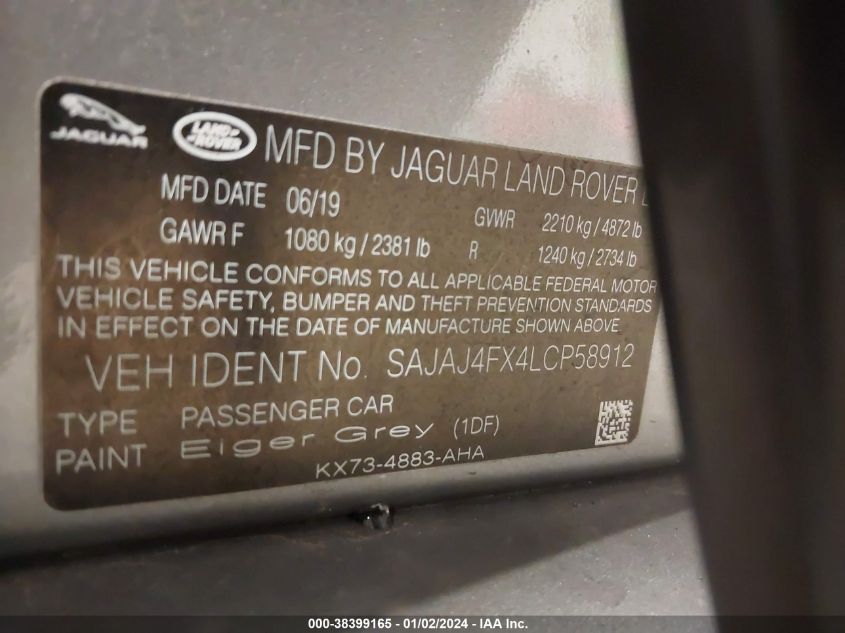 JAGUAR LAND ROVER MFD BY JAGUAR LAND ROVER
MFD DATE 06/19 GVWR 2210 kg / 4872 lb
GAWR F 1080 kg / 2381 lb R 1240 kg / 2734 lb
THIS VEHICLE CONFORMS TO ALL APPLICABLE FEDERAL MOTOR
VEHICLE SAFETY, BUMPER AND THEFT PREVENTION STANDARDS
IN EFFECT ON THE DATE OF MANUFACTURE SHOWN ABOVE.
VEH IDENT No. SAJAJ4FX4LCP58912
TYPE PASSENGER CAR
PAINT Eiger Grey (1DF)
KX73-4883-AHA
000-38399165 - 01/02/2024 - IAA Inc.